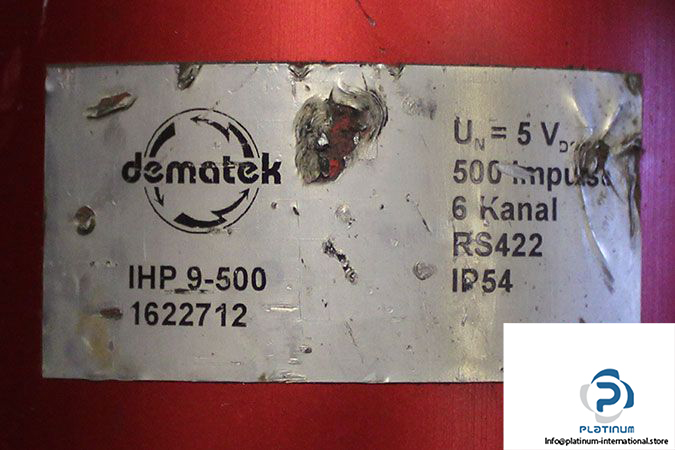 dematek
IHP 9-500
1622712
U_N = 5 V
500 Impuls
6 Kanal
RS422
IP54
PLATINUM
Info@platinum-international.store